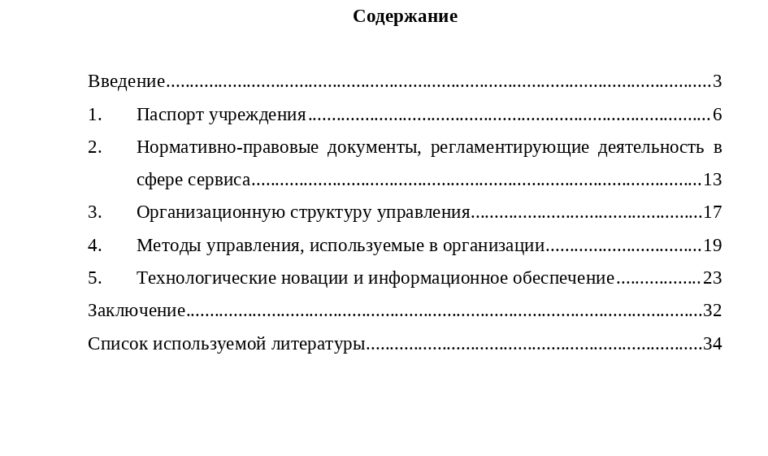 Содержание
Введение....................................................................................................................3
1. Паспорт учреждения.....................................................................................6
2. Нормативно-правовые документы, регламентирующие деятельность в
сфере сервиса...............................................................................................13
3. Организационную структуру управления.................................................17
4. Методы управления, используемые в организации.................................19
5. Технологические новации и информационное обеспечение..................23
Заключение.............................................................................................................32
Список используемой литературы.......................................................................34